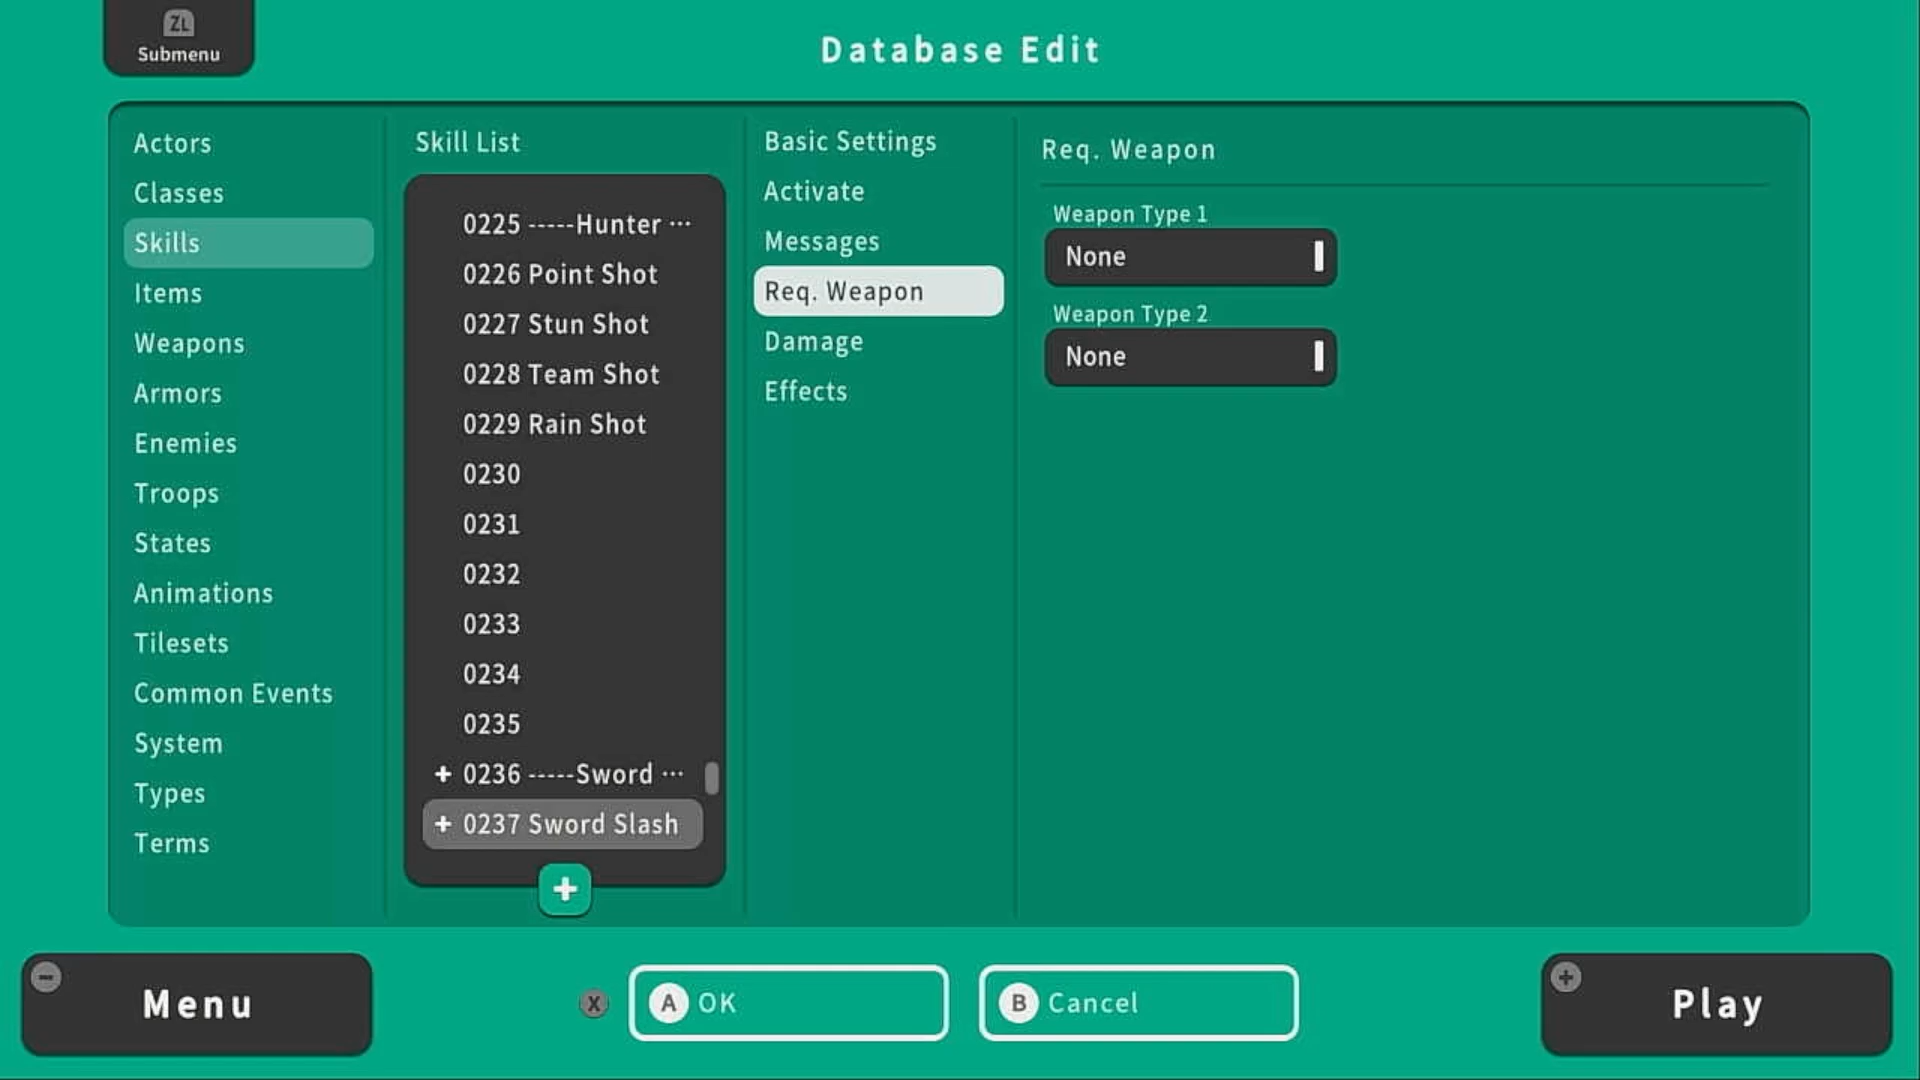 ZL
Submenu
Database Edit
Actors
Classes
Skills
Items
Weapons
Armors
Enemies
Troops
States
Animations
Tilesets
Common Events
System
Types
Terms
Skill List
0225 -----Hunter ···
0226 Point Shot
0227 Stun Shot
0228 Team Shot
0229 Rain Shot
0230
0231
0232
0233
0234
0235
+ 0236 -----Sword ···
+ 0237 Sword Slash
+
Basic Settings
Activate
Messages
Req. Weapon
Damage
Effects
Req. Weapon
Weapon Type 1
None
Weapon Type 2
None
Menu
X
A OK
B Cancel
Play